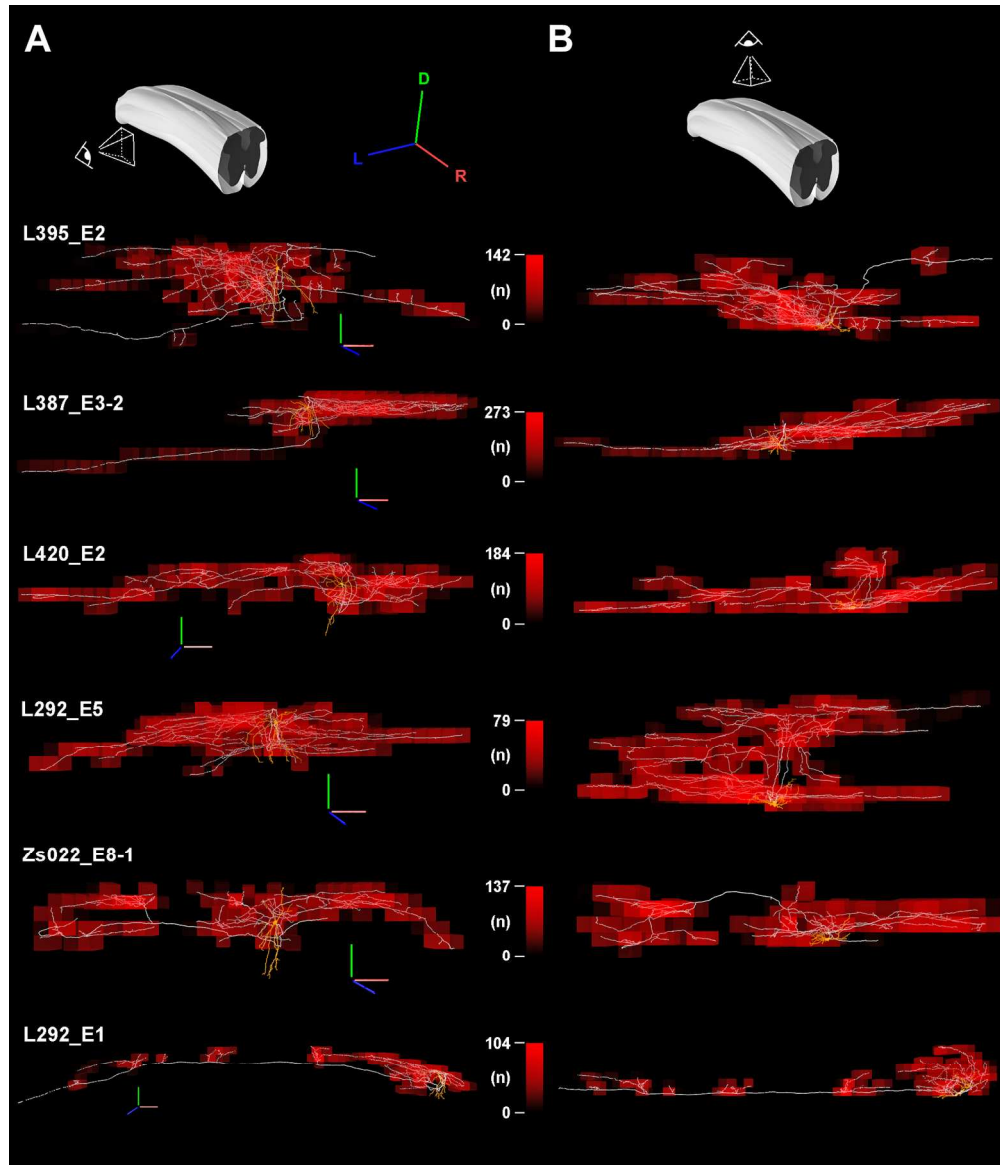 A
B
D
L
R
L395_E2
142
(n)
0
L387_E3-2
273
(n)
0
L420_E2
184
(n)
0
L292_E5
79
(n)
0
Zs022_E8-1
137
(n)
0
L292_E1
104
(n)
0